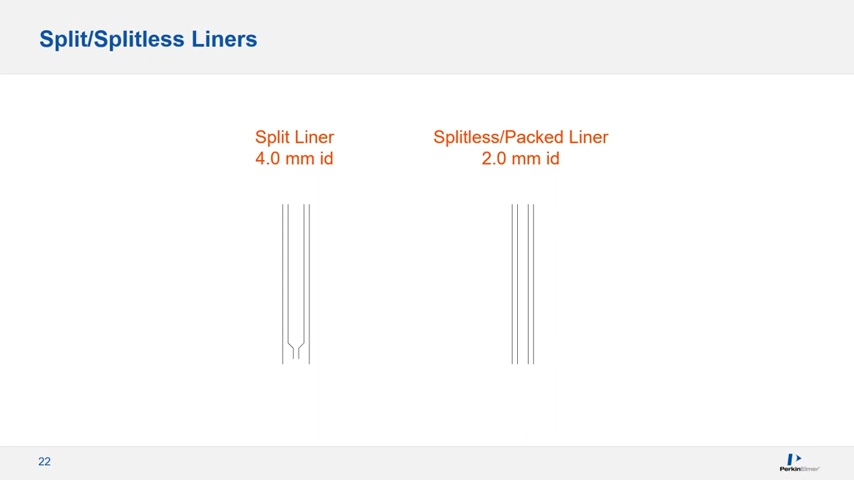 Split/Splitless Liners
Split Liner
4.0 mm id
Splitless/Packed Liner
2.0 mm id
22
PerkinElmer